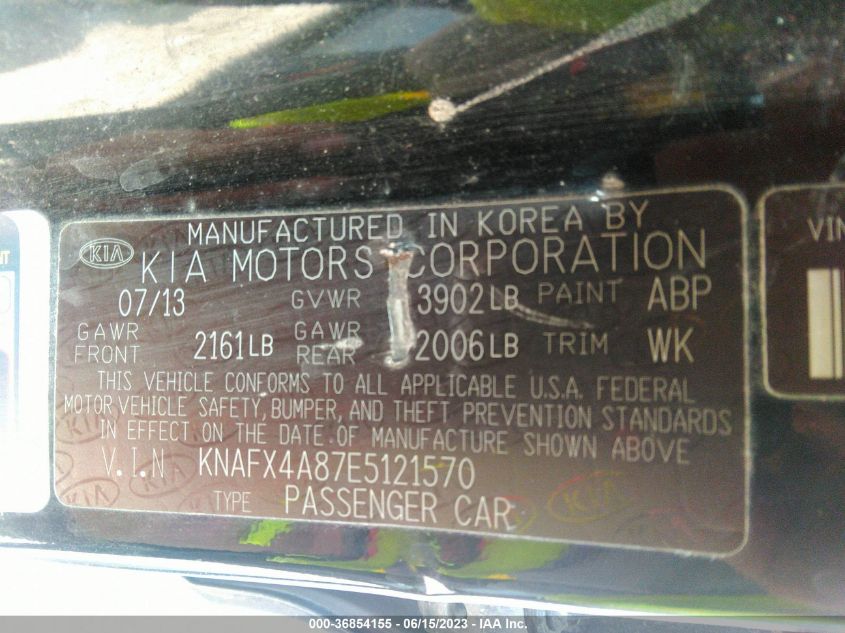 MANUFACTURED IN KOREA BY
KIA KIA MOTORS CORPORATION
07/13 GVWR 3902LB PAINT ABP
GAWR FRONT 2161LB GAWR REAR 2006LB TRIM WK
THIS VEHICLE CONFORMS TO ALL APPLICABLE U.S.A. FEDERAL
MOTOR VEHICLE SAFETY, BUMPER, AND THEFT PREVENTION STANDARDS
IN EFFECT ON THE DATE OF MANUFACTURE SHOWN ABOVE
V.I.N KNAFX4A87E5121570
TYPE PASSENGER CAR
VIN
000-36854155 - 06/15/2023 - IAA Inc.